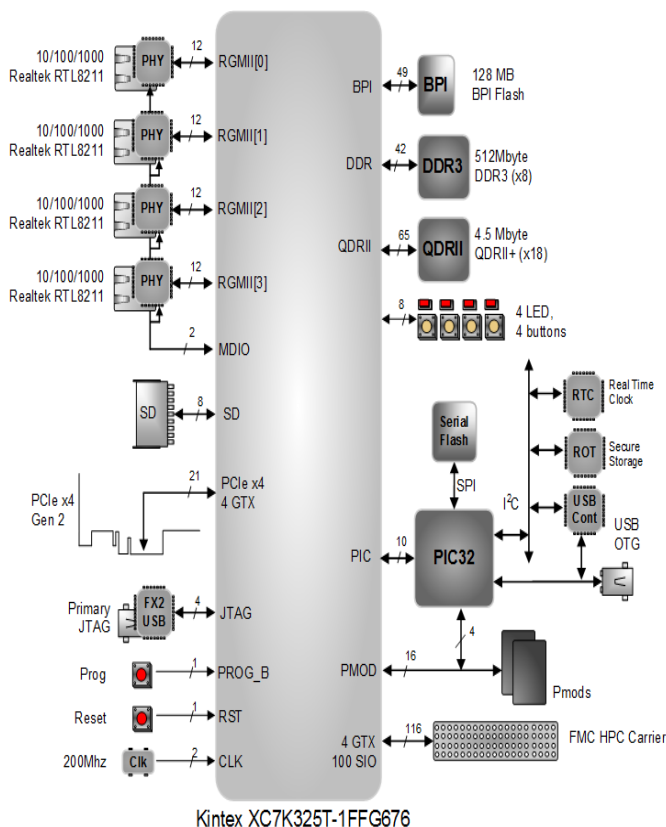 10/100/1000
Realtek RTL8211
PHY
12
RGMII[0]
10/100/1000
Realtek RTL8211
PHY
12
RGMII[1]
10/100/1000
Realtek RTL8211
PHY
12
RGMII[2]
10/100/1000
Realtek RTL8211
PHY
12
RGMII[3]
2
MDIO
SD
8
SD
PCIe x4
Gen 2
21
PCIe x4
4 GTX
Primary
JTAG
FX2
USB
4
JTAG
Prog
1
PROG_B
Reset
1
RST
200Mhz
Clk
2
CLK
BPI
49
BPI
128 MB
BPI Flash
DDR
42
DDR3
512Mbyte
DDR3 (x8)
QDRII
65
QDRII
4.5 Mbyte
QDRII+ (x18)
8
4 LED,
4 buttons
RTC
Real Time
Clock
Serial
Flash
ROT
Secure
Storage
SPI
I²C
USB
Cont
USB
OTG
PIC
10
PIC32
4
PMOD
16
Pmods
4 GTX
100 SIO
116
FMC HPC Carrier
Kintex XC7K325T-1FFG676